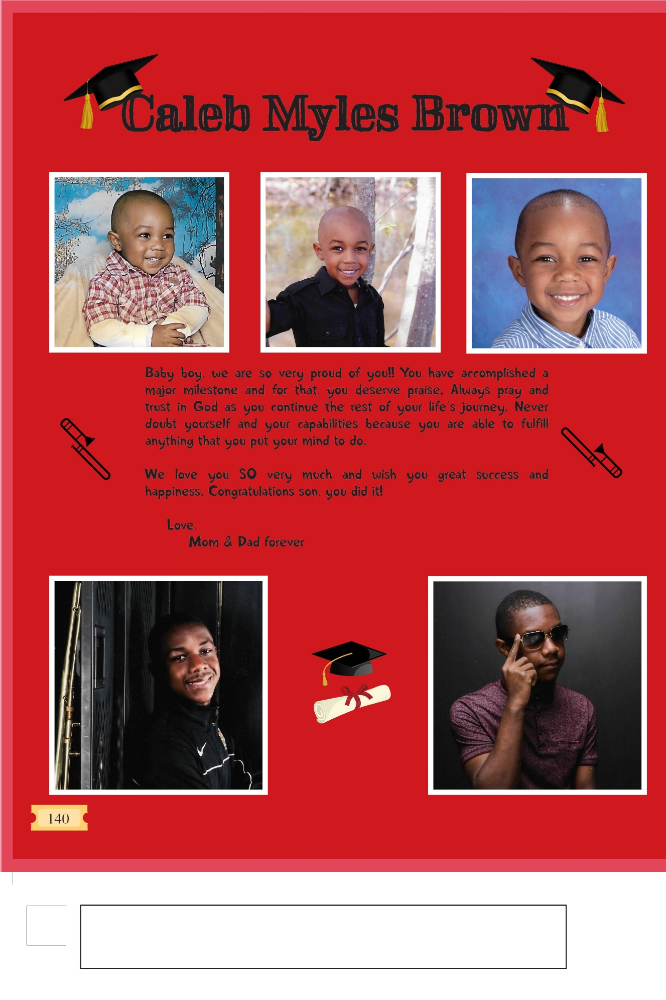 Caleb Myles Brown
Baby boy, we are so very proud of you!! You have accomplished a
major milestone and for that, you deserve praise. Always pray and
trust in God as you continue the rest of your life's journey. Never
doubt yourself and your capabilities because you are able to fulfill
anything that you put your mind to do.
We love you SO very much and wish you great success and
happiness. Congratulations son, you did it!
Love,
Mom & Dad forever
140